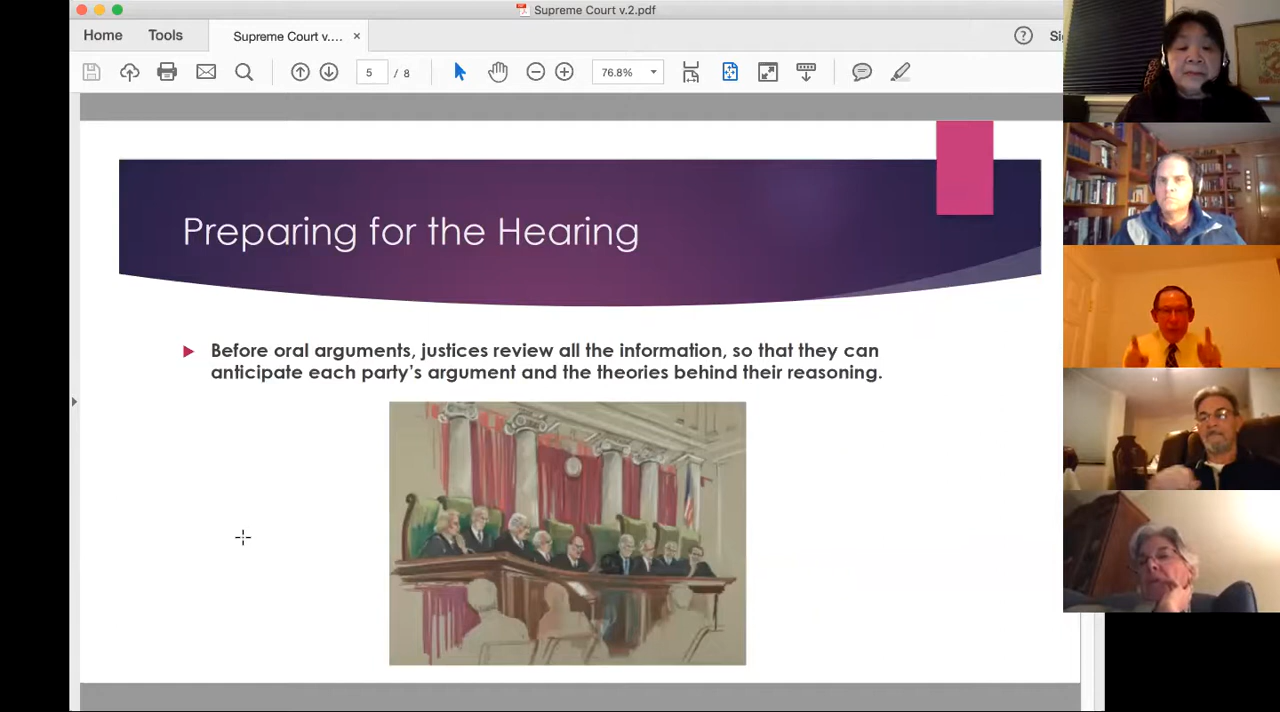 Supreme Court v.2.pdf
Home
Tools
Supreme Court v.... ×
?
5 / 8
76.8%
Preparing for the Hearing
Before oral arguments, justices review all the information, so that they can
anticipate each party's argument and the theories behind their reasoning.